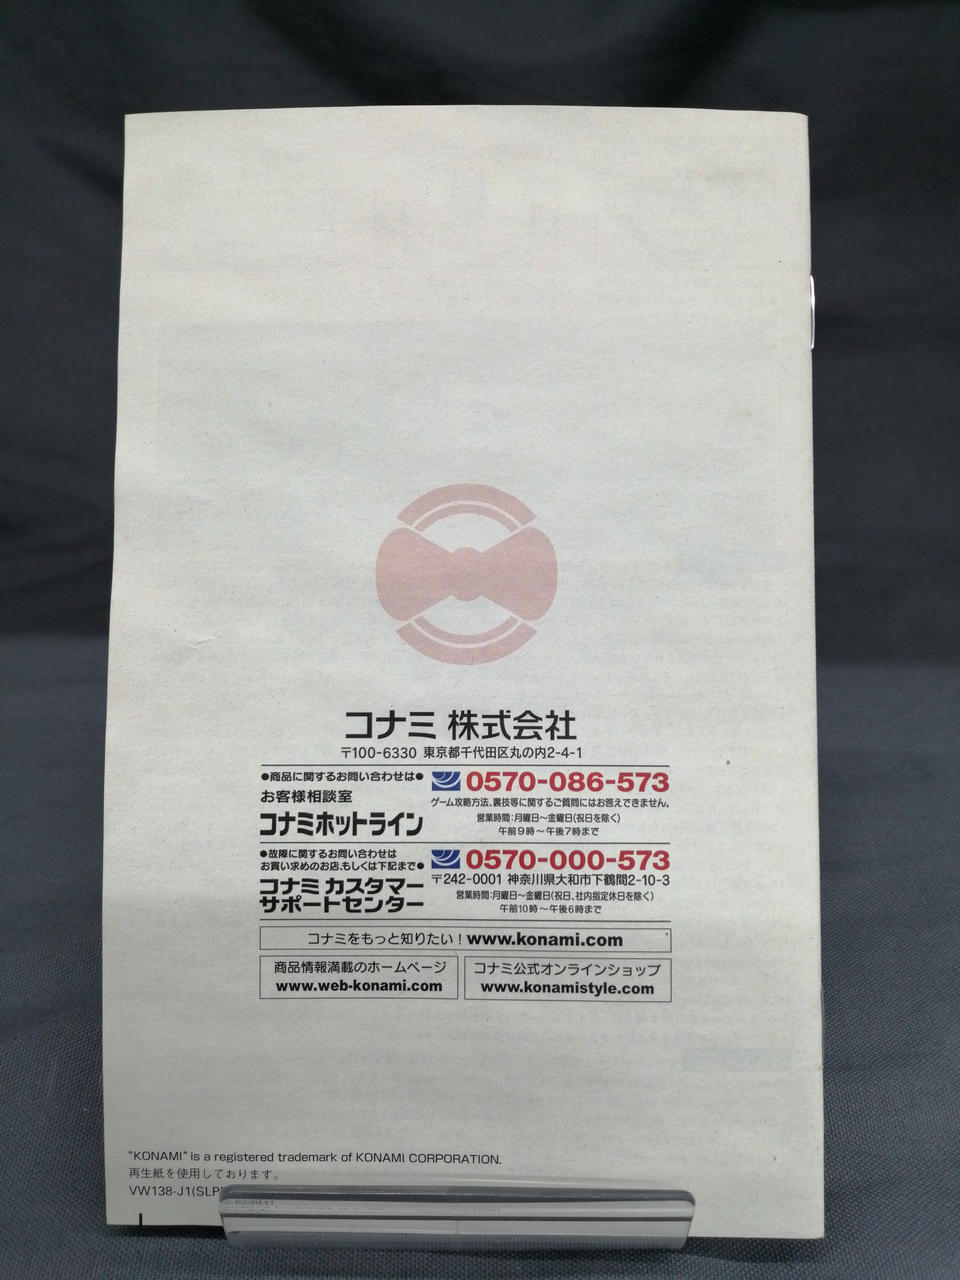 コナミ 株式会社
〒100-6330 東京都千代田区丸の内2-4-1
●商品に関するお問い合わせは●
お客様相談室
コナミホットライン
0570-086-573
ゲーム攻略方法、裏技等に関するご質問にはお答えできません。
営業時間：月曜日〜金曜日(祝日を除く)
午前9時〜午後7時まで
●故障に関するお問い合わせは
お買い求めのお店、もしくは下記まで●
コナミ カスタマー
サポートセンター
0570-000-573
〒242-0001 神奈川県大和市下鶴間2-10-3
営業時間：月曜日〜金曜日(祝日、社内指定休日を除く)
午前10時〜午後6時まで
コナミをもっと知りたい！www.konami.com
商品情報満載のホームページ
www.web-konami.com
コナミ公式オンラインショップ
www.konamistyle.com
"KONAMI" is a registered trademark of KONAMI CORPORATION.
再生紙を使用しております。
VW138-J1(SLP